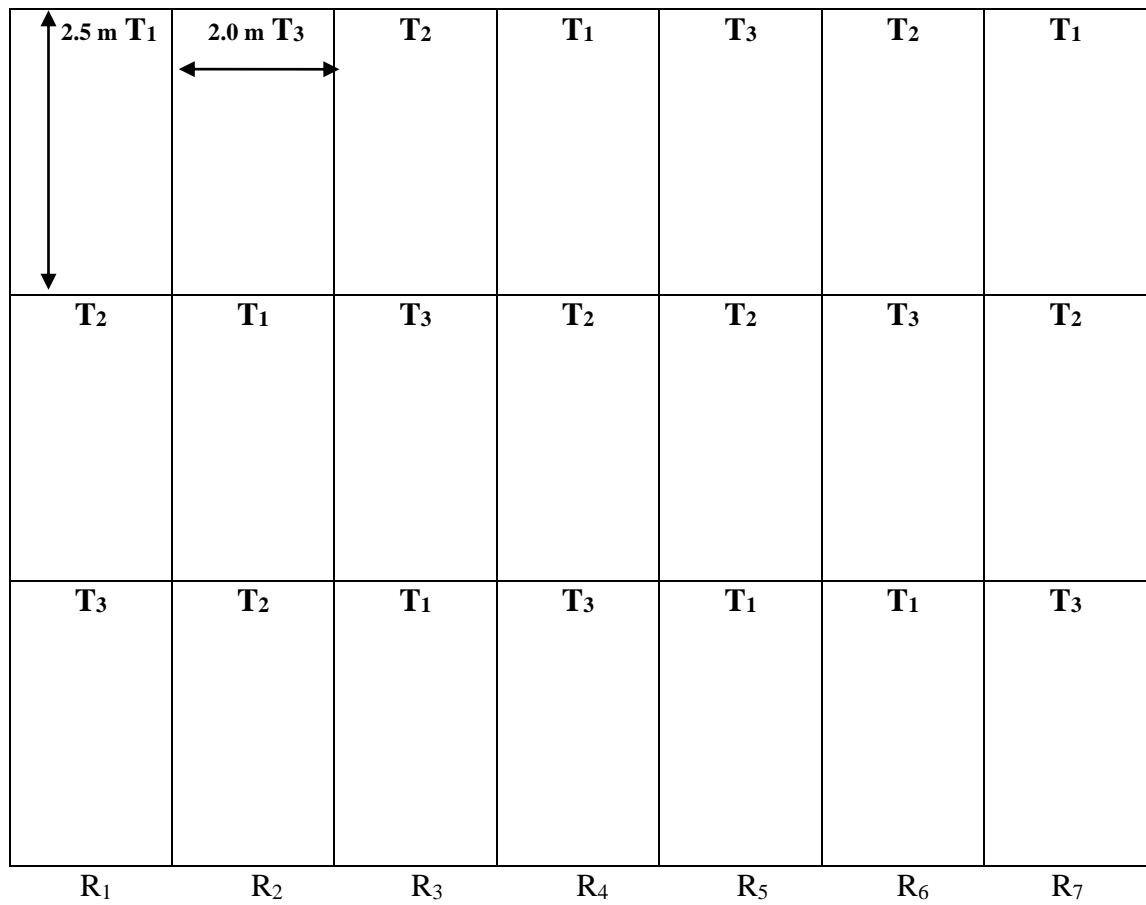 2.5 m T₁ 2.0 m T₃ T₂ T₁ T₃ T₂ T₁
T₂ T₁ T₃ T₂ T₂ T₃ T₂
T₃ T₂ T₁ T₃ T₁ T₁ T₃
R₁ R₂ R₃ R₄ R₅ R₆ R₇